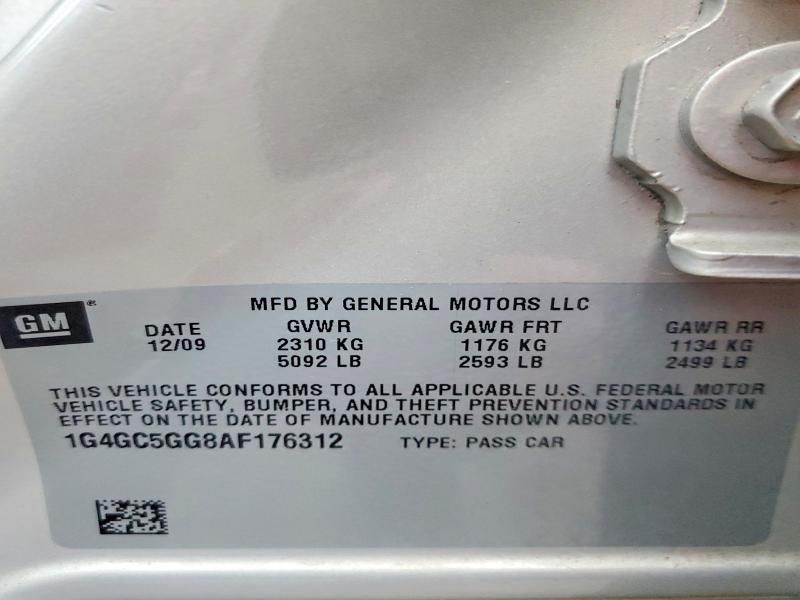 GM®
MFD BY GENERAL MOTORS LLC
DATE GVWR GAWR FRT GAWR RR
12/09 2310 KG 1176 KG 1134 KG
5092 LB 2593 LB 2499 LB
THIS VEHICLE CONFORMS TO ALL APPLICABLE U.S. FEDERAL MOTOR
VEHICLE SAFETY, BUMPER, AND THEFT PREVENTION STANDARDS IN
EFFECT ON THE DATE OF MANUFACTURE SHOWN ABOVE.
1G4GC5GG8AF176312 TYPE: PASS CAR